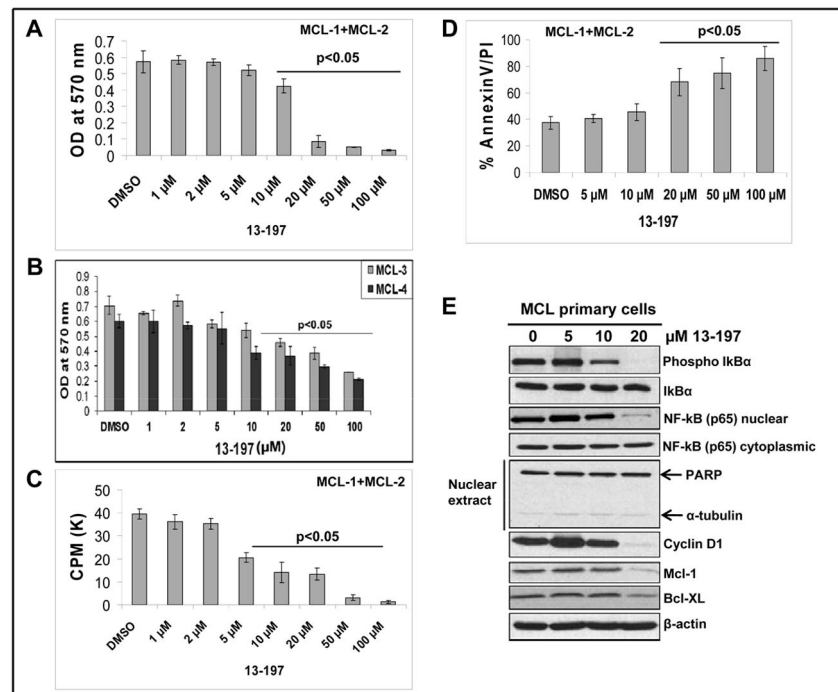 A
MCL-1+MCL-2
p<0.05
OD at 570 nm
0.7
0.6
0.5
0.4
0.3
0.2
0.1
0
DMSO
1 µM
2 µM
5 µM
10 µM
20 µM
50 µM
100 µM
13-197
B
MCL-3
MCL-4
p<0.05
OD at 570 nm
0.9
0.8
0.7
0.6
0.5
0.4
0.3
0.2
0.1
0
DMSO
1
2
5
10
20
50
100
13-197(µM)
C
MCL-1+MCL-2
p<0.05
CPM (K)
50
40
30
20
10
0
DMSO
1 µM
2 µM
5 µM
10 µM
20 µM
50 µM
100 µM
13-197
D
MCL-1+MCL-2
p<0.05
% AnnexinV/PI
100
80
60
40
20
0
DMSO
5 µM
10 µM
20 µM
50 µM
100 µM
13-197
E
MCL primary cells
0 5 10 20 µM 13-197
Phospho IkBα
IkBα
NF-kB (p65) nuclear
NF-kB (p65) cytoplasmic
Nuclear extract
PARP
α-tubulin
Cyclin D1
Mcl-1
Bcl-XL
β-actin